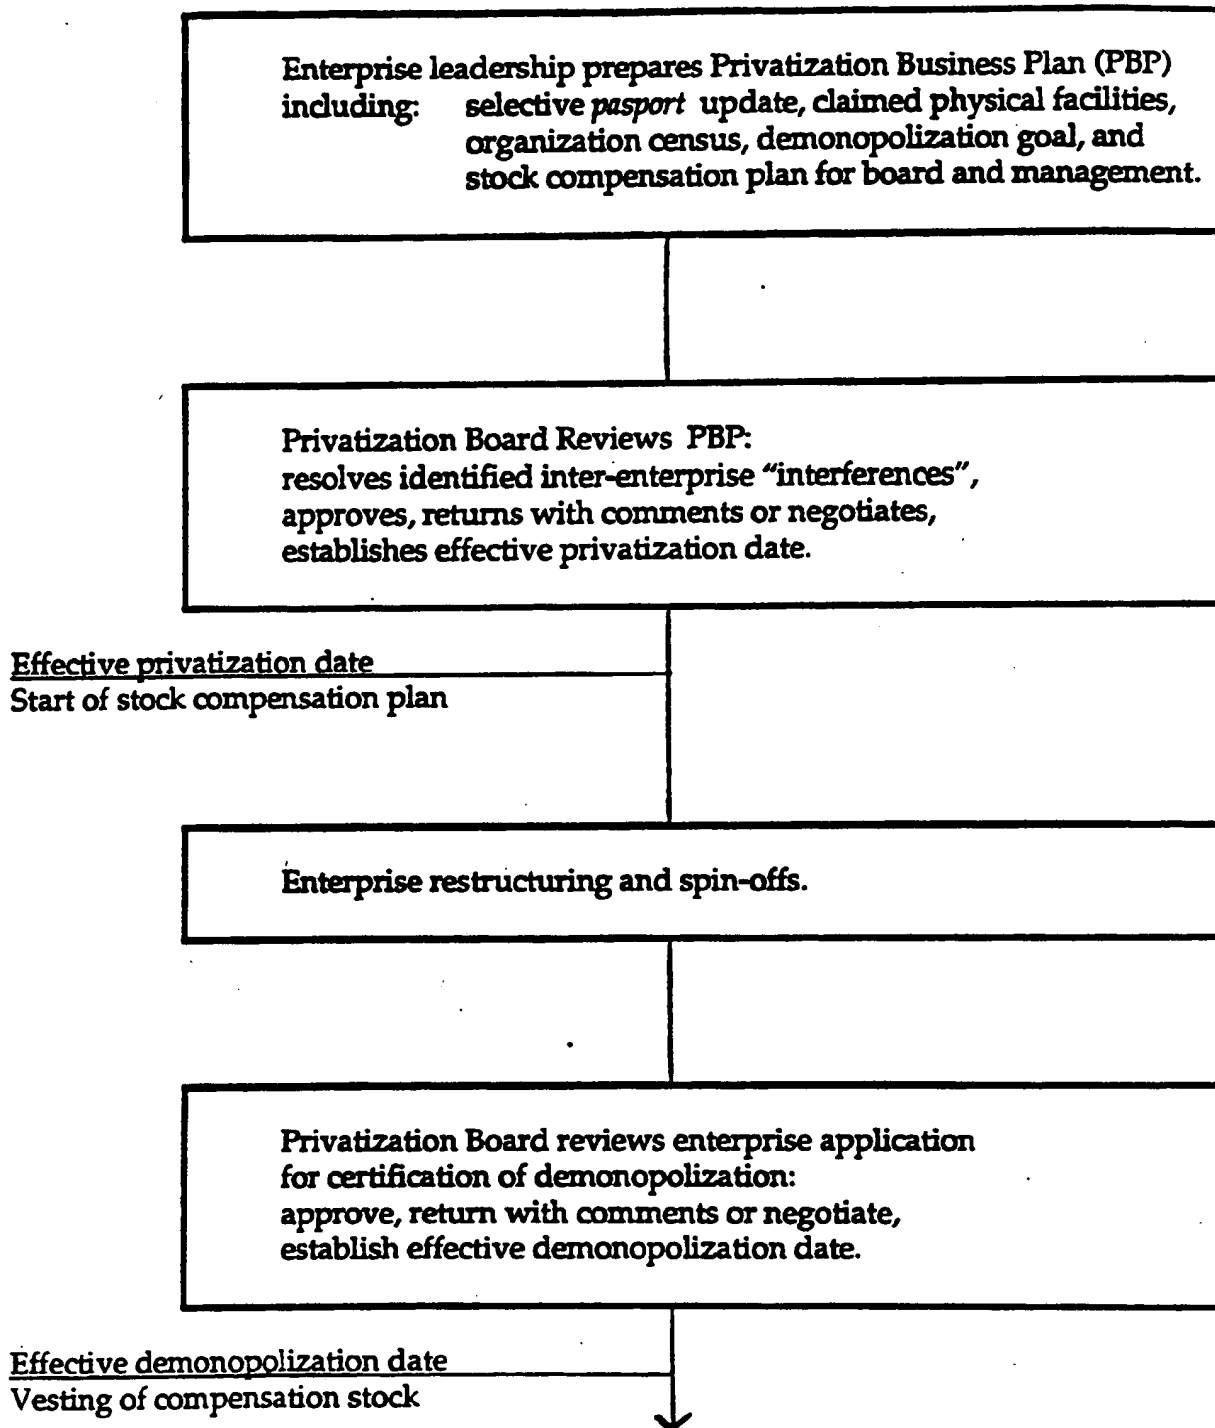 Enterprise leadership prepares Privatization Business Plan (PBP)
including: selective pasport update, claimed physical facilities,
organization census, demonopolization goal, and
stock compensation plan for board and management.
Privatization Board Reviews PBP:
resolves identified inter-enterprise “interferences”,
approves, returns with comments or negotiates,
establishes effective privatization date.
Effective privatization date
Start of stock compensation plan
Enterprise restructuring and spin-offs.
Privatization Board reviews enterprise application
for certification of demonopolization:
approve, return with comments or negotiate,
establish effective demonopolization date.
Effective demonopolization date
Vesting of compensation stock